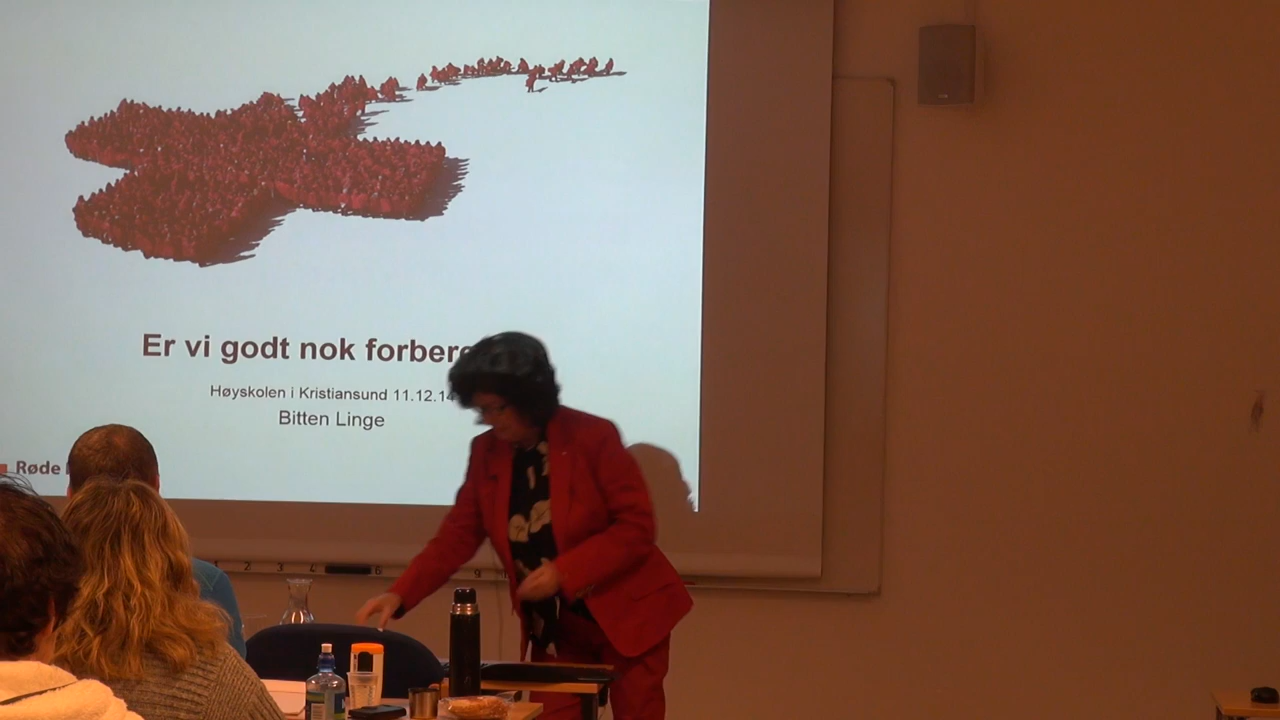 Er vi godt nok
Høyskolen i Kristiansund 11.12.14
Bitten Linge
Røde